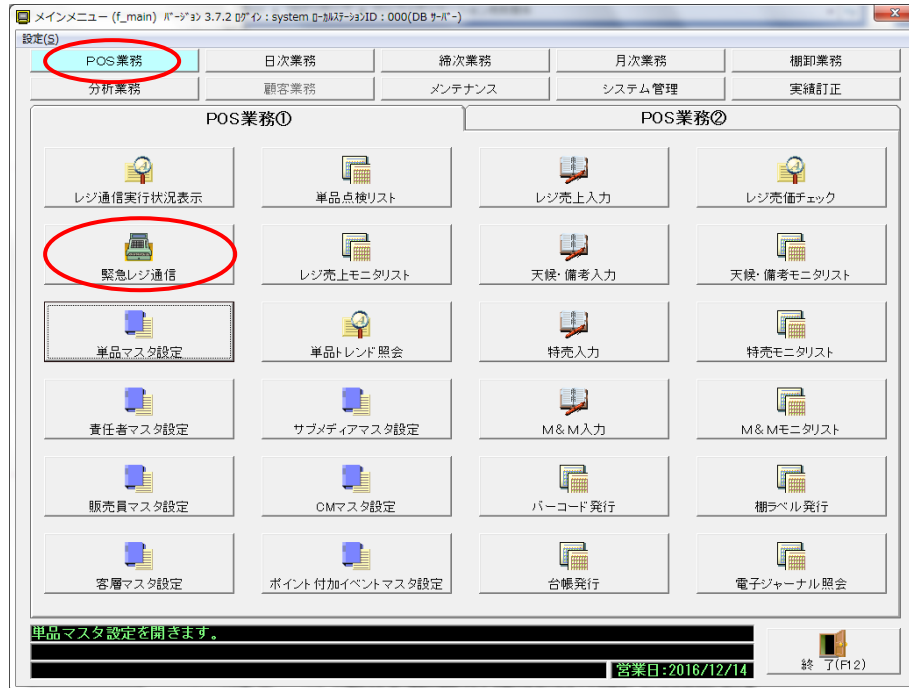 メインメニュー (f_main) バージョン 3.7.2 ログイン : system ローカルステーションID : 000(DB サーバー)
設定(S)
POS業務 日次業務 締次業務 月次業務 棚卸業務
分析業務 顧客業務 メンテナンス システム管理 実績訂正
POS業務① POS業務②
レジ通信実行状況表示 単品点検リスト レジ売上入力 レジ売価チェック
緊急レジ通信 レジ売上モニタリスト 天候・備考入力 天候・備考モニタリスト
単品マスタ設定 単品トレンド照会 特売入力 特売モニタリスト
責任者マスタ設定 サブメディアマスタ設定 M&M入力 M&Mモニタリスト
販売員マスタ設定 CMマスタ設定 バーコード発行 棚ラベル発行
客層マスタ設定 ポイント付加イベントマスタ設定 台帳発行 電子ジャーナル照会
単品マスタ設定を開きます。
営業日:2016/12/14 終 了(F12)